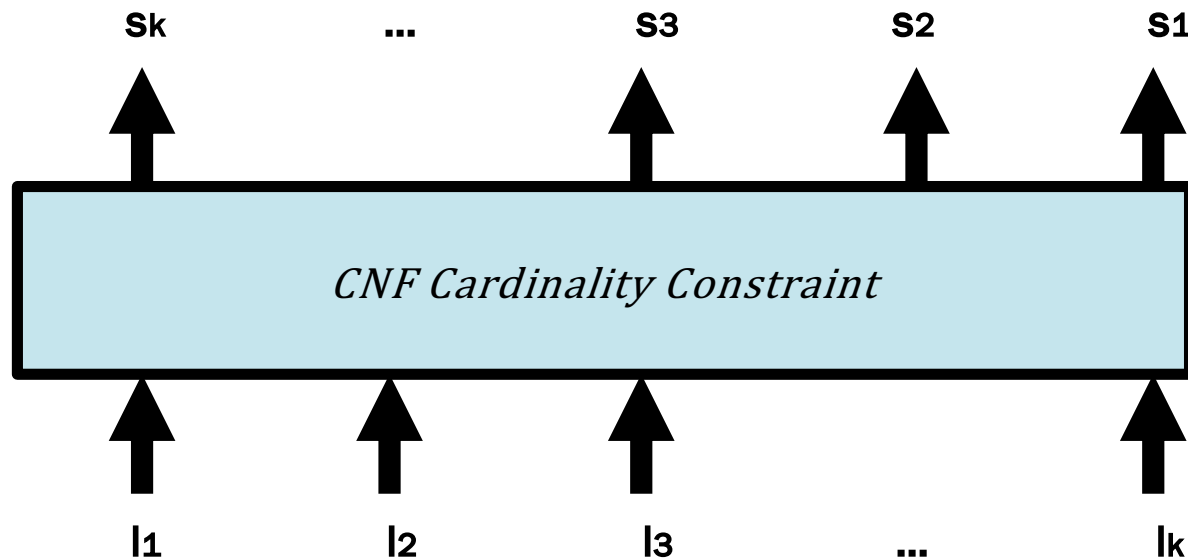 sk ... s3 s2 s1
CNF Cardinality Constraint
l1 l2 l3 ... lk